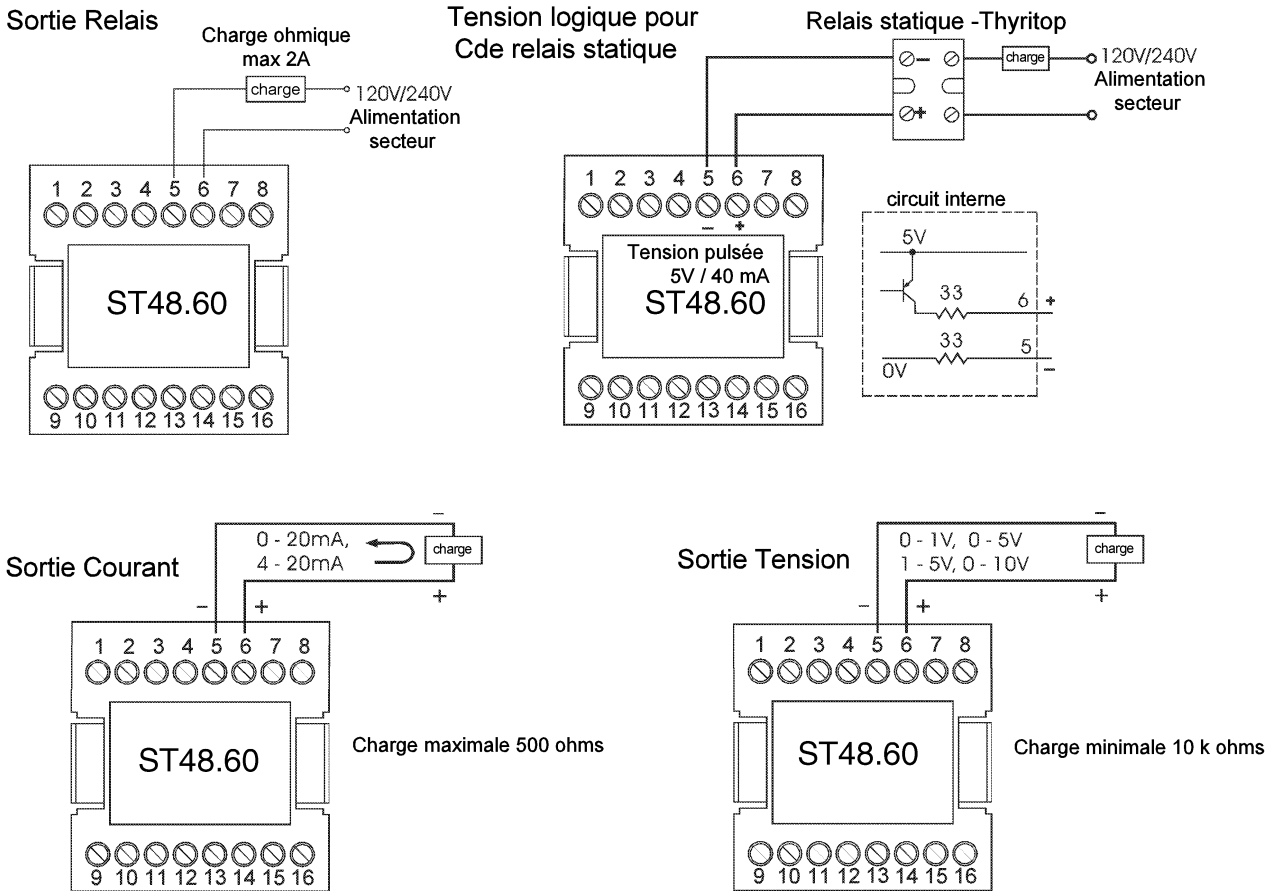 Sortie Relais
Charge ohmique
max 2A
charge
120V/240V
Alimentation
secteur
1 2 3 4 5 6 7 8
ST48.60
9 10 11 12 13 14 15 16
Tension logique pour
Cde relais statique
Relais statique -Thyritop
−
+
charge
120V/240V
Alimentation
secteur
1 2 3 4 5 6 7 8
− +
Tension pulsée
5V / 40 mA
ST48.60
9 10 11 12 13 14 15 16
circuit interne
5V
33
6 +
33
5
0V
−
Sortie Courant
−
0 - 20mA,
4 - 20mA
charge
+
− +
1 2 3 4 5 6 7 8
ST48.60
Charge maximale 500 ohms
9 10 11 12 13 14 15 16
Sortie Tension
−
0 - 1V, 0 - 5V
1 - 5V, 0 - 10V
charge
+
− +
1 2 3 4 5 6 7 8
ST48.60
Charge minimale 10 k ohms
9 10 11 12 13 14 15 16